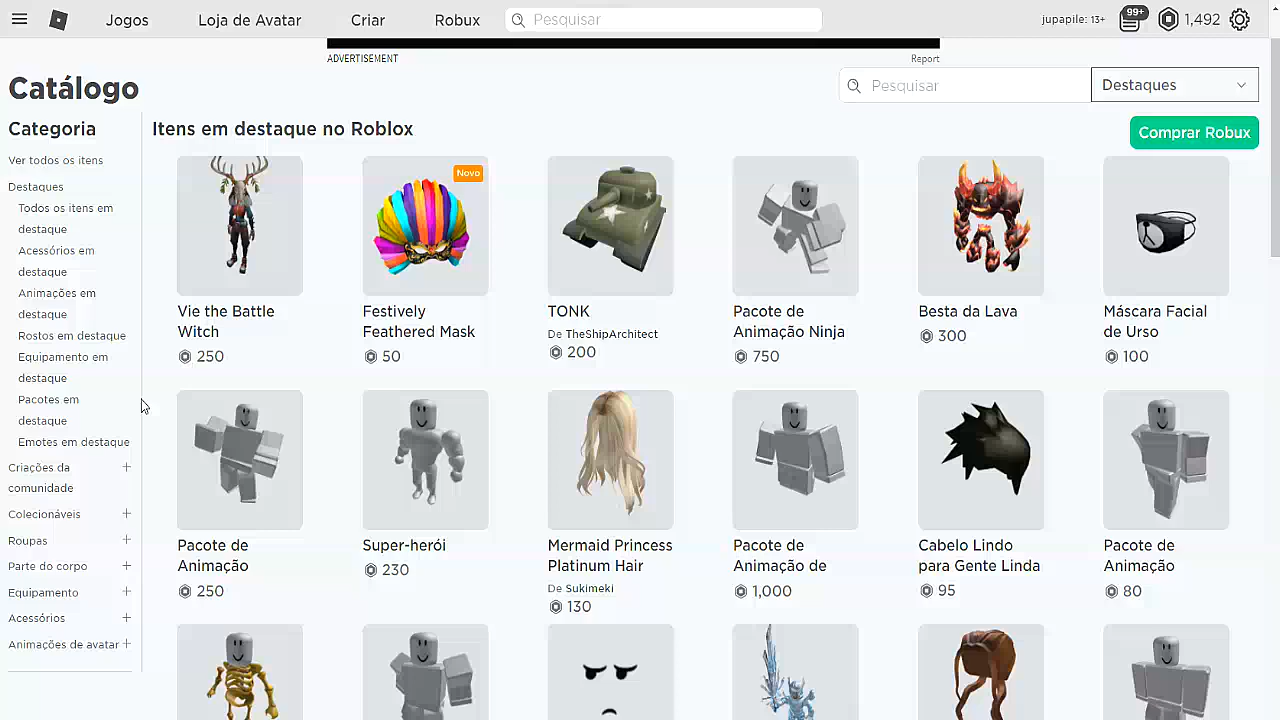 Jogos
Loja de Avatar
Criar
Robux
Pesquisar
jupapile: 13+
99+
1,492
ADVERTISEMENT
Report
Catálogo
Pesquisar
Destaques
Categoria
Ver todos os itens
Destaques
Todos os itens em
destaque
Acessórios em
destaque
Animações em
destaque
Rostos em destaque
Equipamento em
destaque
Pacotes em
destaque
Emotes em destaque
Criações da
comunidade
Colecionáveis
Roupas
Parte do corpo
Equipamento
Acessórios
Animações de avatar
Itens em destaque no Roblox
Comprar Robux
Vie the Battle
Witch
250
Novo
Festively
Feathered Mask
50
TONK
De TheShipArchitect
200
Pacote de
Animação Ninja
750
Besta da Lava
300
Máscara Facial
de Urso
100
Pacote de
Animação
250
Super-herói
230
Mermaid Princess
Platinum Hair
De Sukimeki
130
Pacote de
Animação de
1,000
Cabelo Lindo
para Gente Linda
95
Pacote de
Animação
80